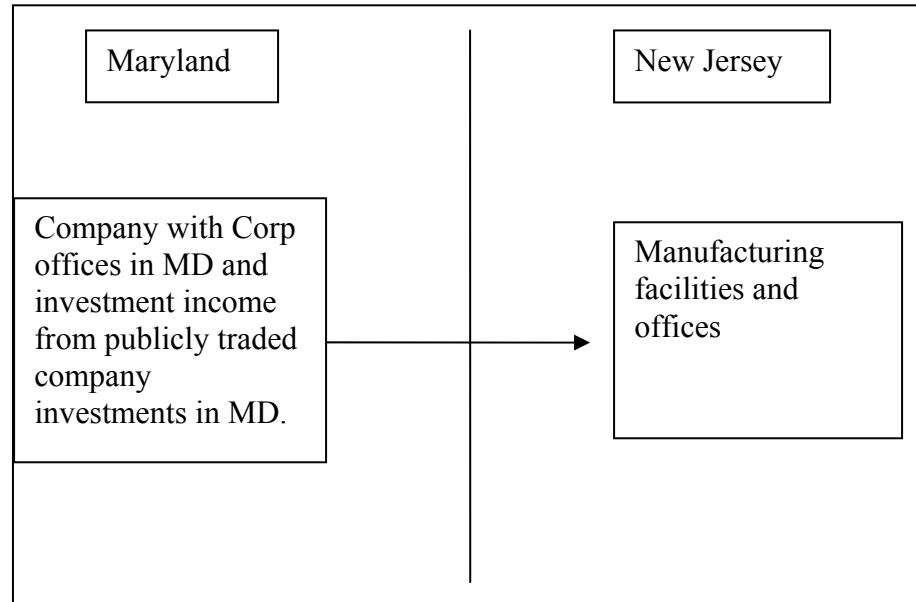 Maryland
New Jersey
Company with Corp
offices in MD and
investment income
from publicly traded
company
investments in MD.
Manufacturing
facilities and
offices